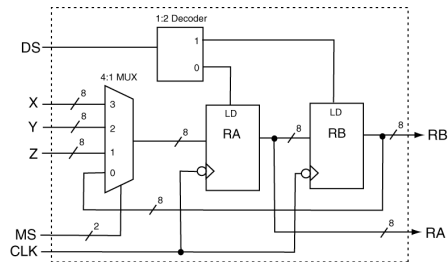 1:2 Decoder
DS
1
0
4:1 MUX
X 8 3
Y 8 2
Z 8 1
0
8
LD
RA
8
LD
RB
8 RB
8
8 RA
MS 2
CLK